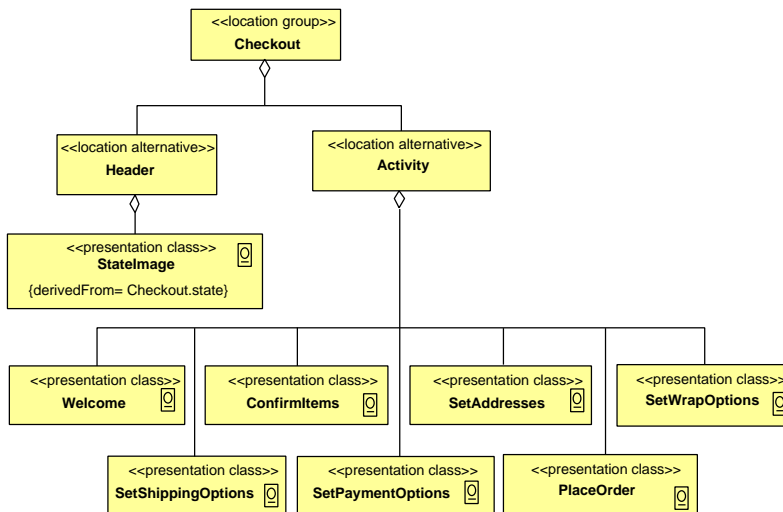 <<location group>>
Checkout
<<location alternative>>
Header
<<location alternative>>
Activity
<<presentation class>>
StateImage
{derivedFrom= Checkout.state}
<<presentation class>>
Welcome
<<presentation class>>
ConfirmItems
<<presentation class>>
SetAddresses
<<presentation class>>
SetWrapOptions
<<presentation class>>
SetShippingOptions
<<presentation class>>
SetPaymentOptions
<<presentation class>>
PlaceOrder